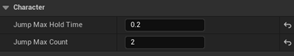 Character
Jump Max Hold Time 0.2
Jump Max Count 2